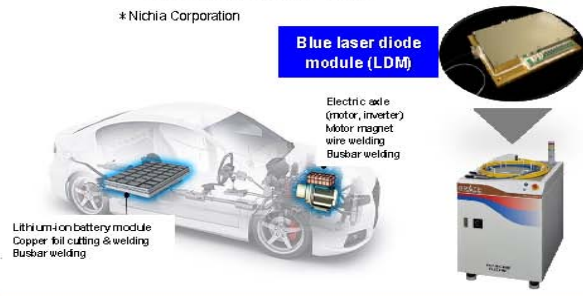 * Nichia Corporation
Blue laser diode
module (LDM)
Electric axle
(motor, inverter)
Motor magnet
wire welding
Busbar welding
Lithium-ion battery module
Copper foil cutting & welding
Busbar welding